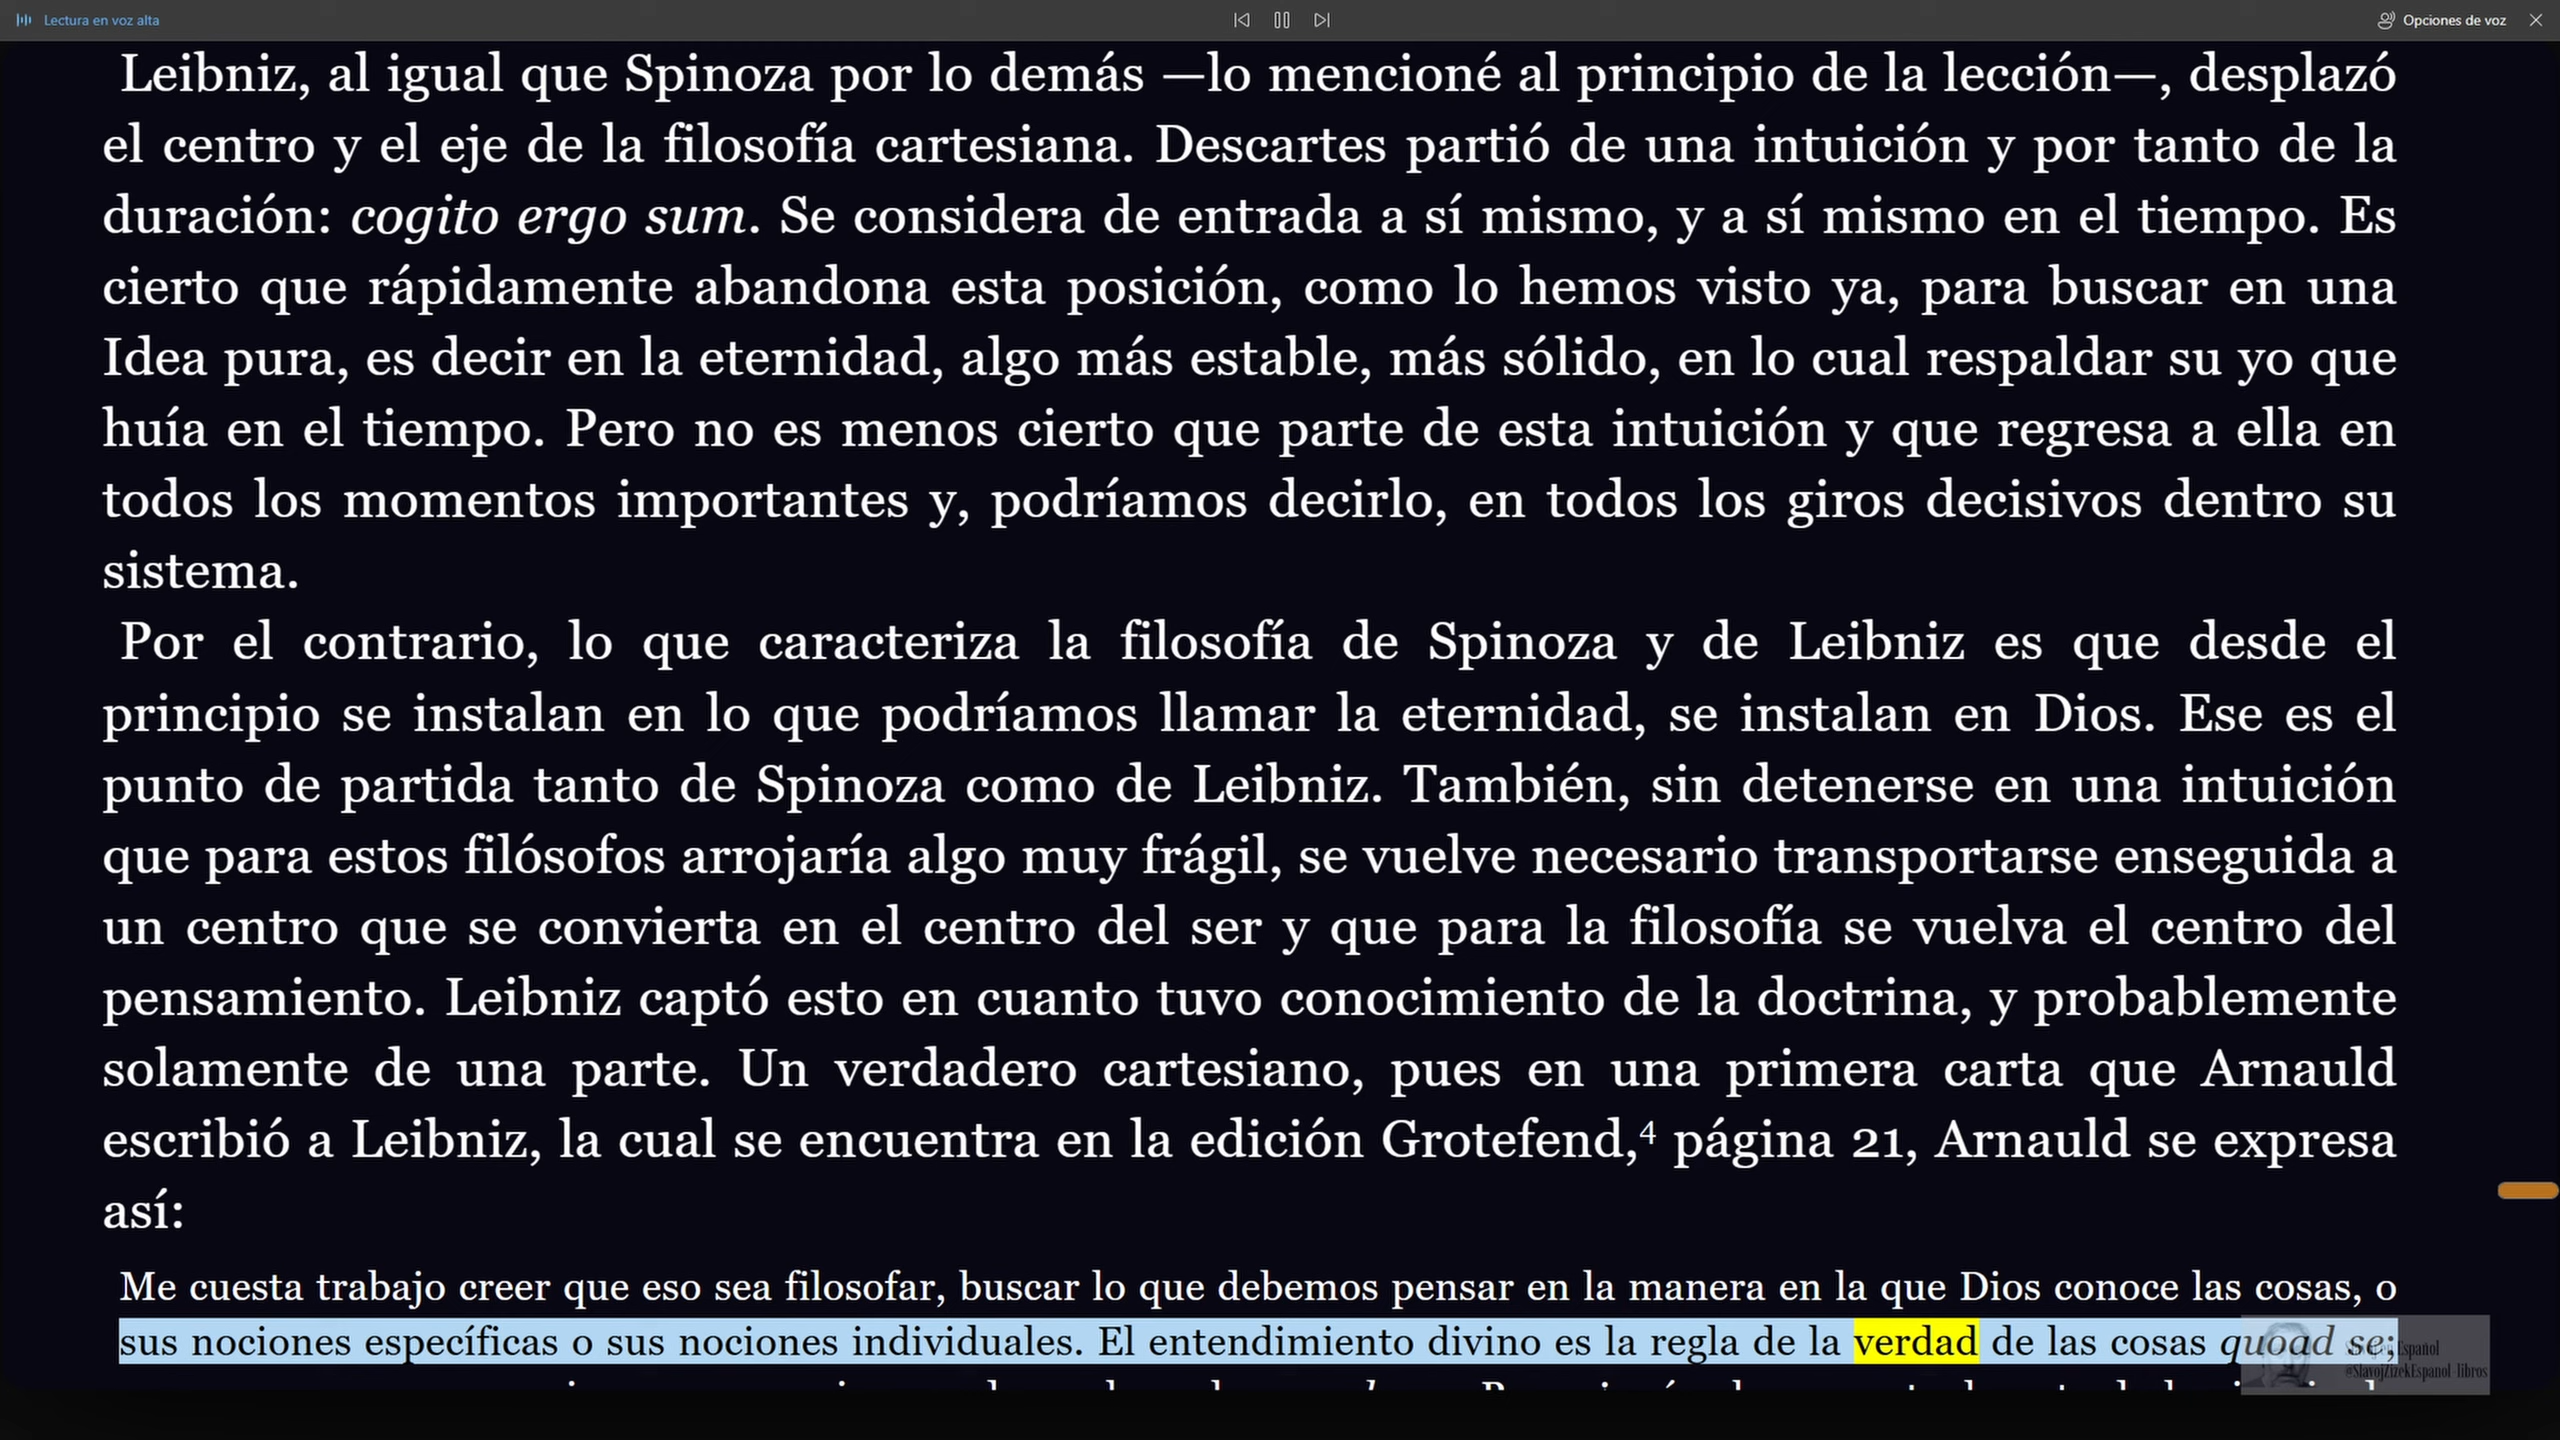 Lectura en voz alta
Opciones de voz
Leibniz, al igual que Spinoza por lo demás —lo mencioné al principio de la lección—, desplazó
el centro y el eje de la filosofía cartesiana. Descartes partió de una intuición y por tanto de la
duración: cogito ergo sum. Se considera de entrada a sí mismo, y a sí mismo en el tiempo. Es
cierto que rápidamente abandona esta posición, como lo hemos visto ya, para buscar en una
Idea pura, es decir en la eternidad, algo más estable, más sólido, en lo cual respaldar su yo que
huía en el tiempo. Pero no es menos cierto que parte de esta intuición y que regresa a ella en
todos los momentos importantes y, podríamos decirlo, en todos los giros decisivos dentro su
sistema.
Por el contrario, lo que caracteriza la filosofía de Spinoza y de Leibniz es que desde el
principio se instalan en lo que podríamos llamar la eternidad, se instalan en Dios. Ese es el
punto de partida tanto de Spinoza como de Leibniz. También, sin detenerse en una intuición
que para estos filósofos arrojaría algo muy frágil, se vuelve necesario transportarse enseguida a
un centro que se convierta en el centro del ser y que para la filosofía se vuelva el centro del
pensamiento. Leibniz captó esto en cuanto tuvo conocimiento de la doctrina, y probablemente
solamente de una parte. Un verdadero cartesiano, pues en una primera carta que Arnauld
escribió a Leibniz, la cual se encuentra en la edición Grotefend,⁴ página 21, Arnauld se expresa
así:
Me cuesta trabajo creer que eso sea filosofar, buscar lo que debemos pensar en la manera en la que Dios conoce las cosas, o
sus nociones específicas o sus nociones individuales. El entendimiento divino es la regla de la verdad de las cosas quoad se;
Español
@SlavojZizekEspanol-libros